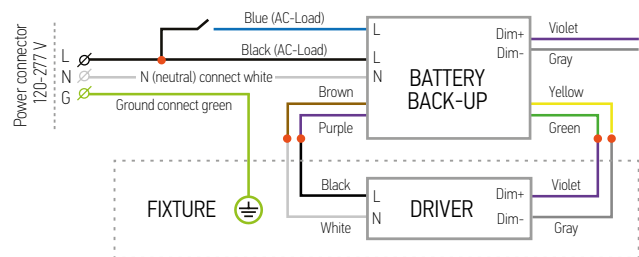 Power connector
120-277 V
L
N
G
Blue (AC-Load)
Black (AC-Load)
N (neutral) connect white
Ground connect green
Brown
Purple
L
L
N
BATTERY
BACK-UP
Dim+
Dim-
Violet
Gray
Yellow
Green
FIXTURE
Black
White
L
N
DRIVER
Dim+
Dim-
Violet
Gray